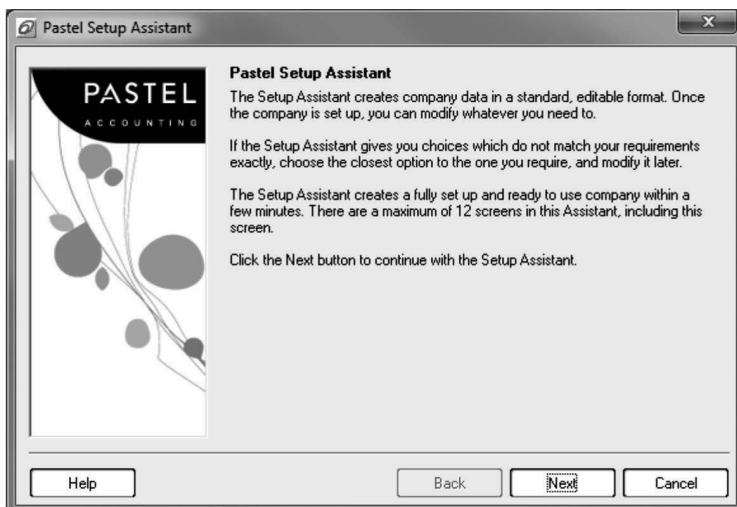 Pastel Setup Assistant
X
PASTEL
ACCOUNTING
Pastel Setup Assistant
The Setup Assistant creates company data in a standard, editable format. Once
the company is set up, you can modify whatever you need to.
If the Setup Assistant gives you choices which do not match your requirements
exactly, choose the closest option to the one you require, and modify it later.
The Setup Assistant creates a fully set up and ready to use company within a
few minutes. There are a maximum of 12 screens in this Assistant, including this
screen.
Click the Next button to continue with the Setup Assistant.
Help
Back
Next
Cancel